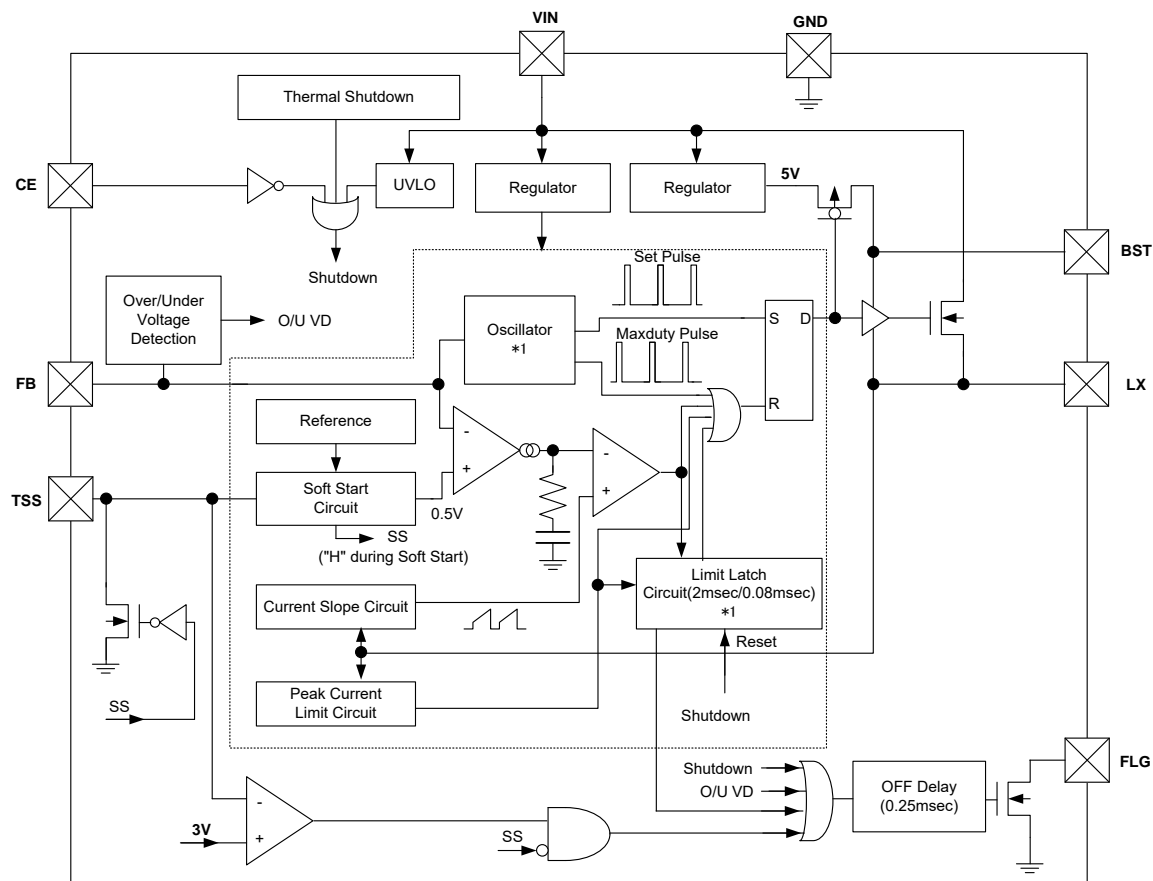 VIN
GND
Thermal Shutdown
CE
UVLO
Regulator
Regulator
5V
BST
Shutdown
Set Pulse
Over/Under
Voltage
Detection
O/U VD
Oscillator
*1
S
D
Maxduty Pulse
FB
LX
R
Reference
-
+
-
+
TSS
Soft Start
Circuit
0.5V
SS
("H" during Soft Start)
Limit Latch
Circuit(2msec/0.08msec)
*1
Current Slope Circuit
Reset
Peak Current
Limit Circuit
SS
Shutdown
FLG
Shutdown
O/U VD
OFF Delay
(0.25msec)
-
3V
+
SS